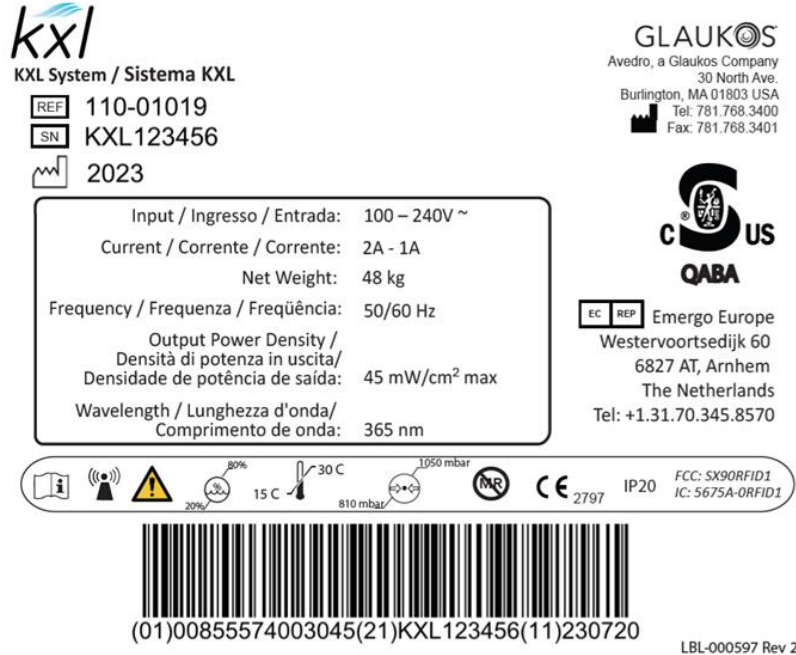 kxl
KXL System / Sistema KXL
REF 110-01019
SN KXL123456
2023
GLAUKOS
Avedro, a Glaukos Company
30 North Ave.
Burlington, MA 01803 USA
Tel: 781.768.3400
Fax: 781.768.3401
Input / Ingresso / Entrada: 100 – 240V ~
Current / Corrente / Corrente: 2A - 1A
Net Weight: 48 kg
Frequency / Frequenza / Freqüência: 50/60 Hz
Output Power Density /
Densità di potenza in uscita/
Densidade de potência de saída: 45 mW/cm² max
Wavelength / Lunghezza d'onda/
Comprimento de onda: 365 nm
® C S US
QABA
EC REP Emergo Europe
Westervoortsedijk 60
6827 AT, Arnhem
The Netherlands
Tel: +1.31.70.345.8570
i
% 80%
20%
30 C
15 C
1050 mbar
810 mbar
MR
CE 2797
IP20
FCC: SX90RFID1
IC: 5675A-0RFID1
(01)00855574003045(21)KXL123456(11)230720
LBL-000597 Rev 2